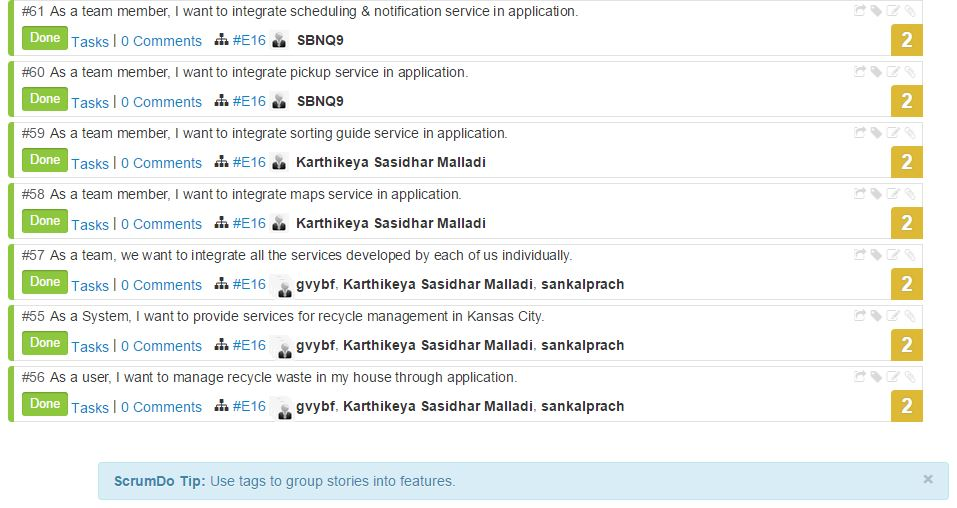 #61 As a team member, I want to integrate scheduling & notification service in application.
Done Tasks | 0 Comments #E16 SBNQ9 2
#60 As a team member, I want to integrate pickup service in application.
Done Tasks | 0 Comments #E16 SBNQ9 2
#59 As a team member, I want to integrate sorting guide service in application.
Done Tasks | 0 Comments #E16 Karthikeya Sasidhar Malladi 2
#58 As a team member, I want to integrate maps service in application.
Done Tasks | 0 Comments #E16 Karthikeya Sasidhar Malladi 2
#57 As a team, we want to integrate all the services developed by each of us individually.
Done Tasks | 0 Comments #E16 gvybf, Karthikeya Sasidhar Malladi, sankalprach 2
#55 As a System, I want to provide services for recycle management in Kansas City.
Done Tasks | 0 Comments #E16 gvybf, Karthikeya Sasidhar Malladi, sankalprach 2
#56 As a user, I want to manage recycle waste in my house through application.
Done Tasks | 0 Comments #E16 gvybf, Karthikeya Sasidhar Malladi, sankalprach 2
ScrumDo Tip: Use tags to group stories into features. ×